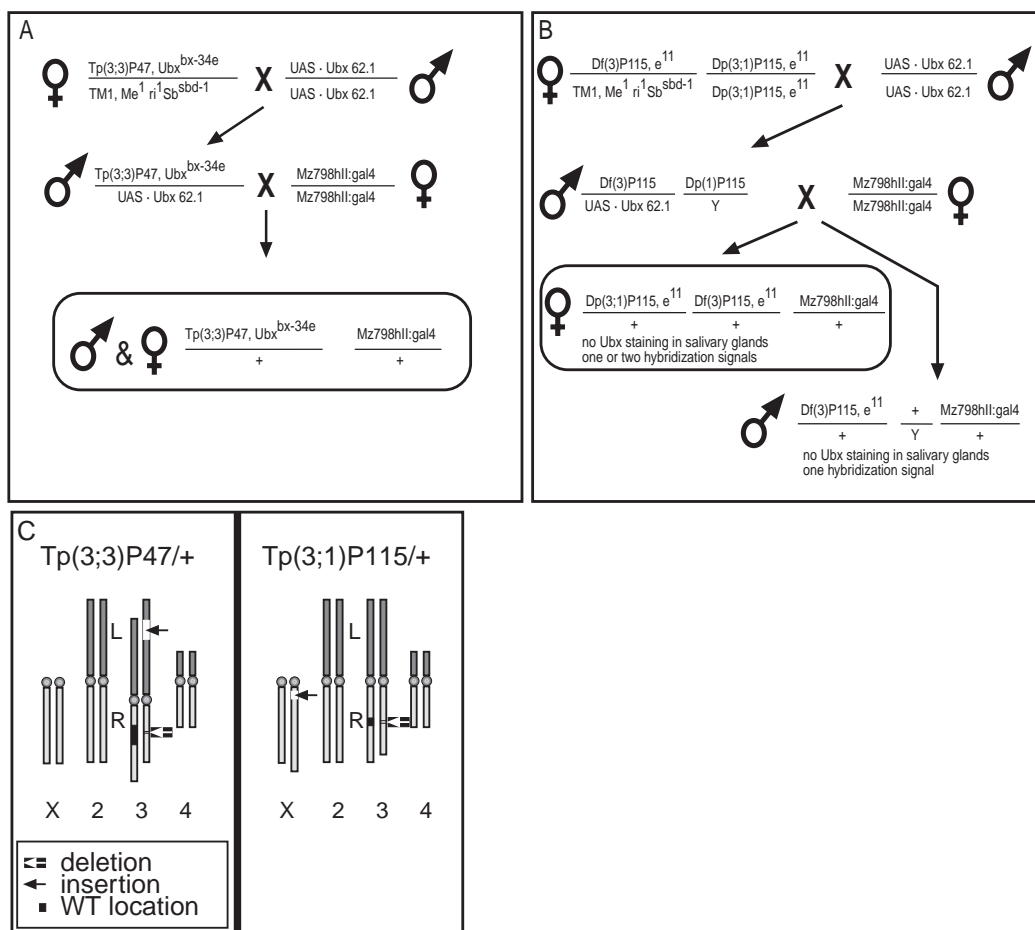 A
Tp(3;3)P47, Ubx^bx-34e X UAS · Ubx 62.1
TM1, Me^1 ri^1Sb^sbd-1 UAS · Ubx 62.1
Tp(3;3)P47, Ubx^bx-34e X Mz798hII:gal4
UAS · Ubx 62.1 Mz798hII:gal4
& Tp(3;3)P47, Ubx^bx-34e Mz798hII:gal4
+ +
B
Df(3)P115, e^11 Dp(3;1)P115, e^11 X UAS · Ubx 62.1
TM1, Me^1 ri^1Sb^sbd-1 Dp(3;1)P115, e^11 UAS · Ubx 62.1
Df(3)P115 Dp(1)P115 X Mz798hII:gal4
UAS · Ubx 62.1 Y Mz798hII:gal4
Dp(3;1)P115, e^11 Df(3)P115, e^11 Mz798hII:gal4
+ + +
no Ubx staining in salivary glands
one or two hybridization signals
Df(3)P115, e^11 + Mz798hII:gal4
+ Y +
no Ubx staining in salivary glands
one hybridization signal
C
Tp(3;3)P47/+
L
R
X 2 3 4
deletion
insertion
WT location
Tp(3;1)P115/+
L
R
X 2 3 4